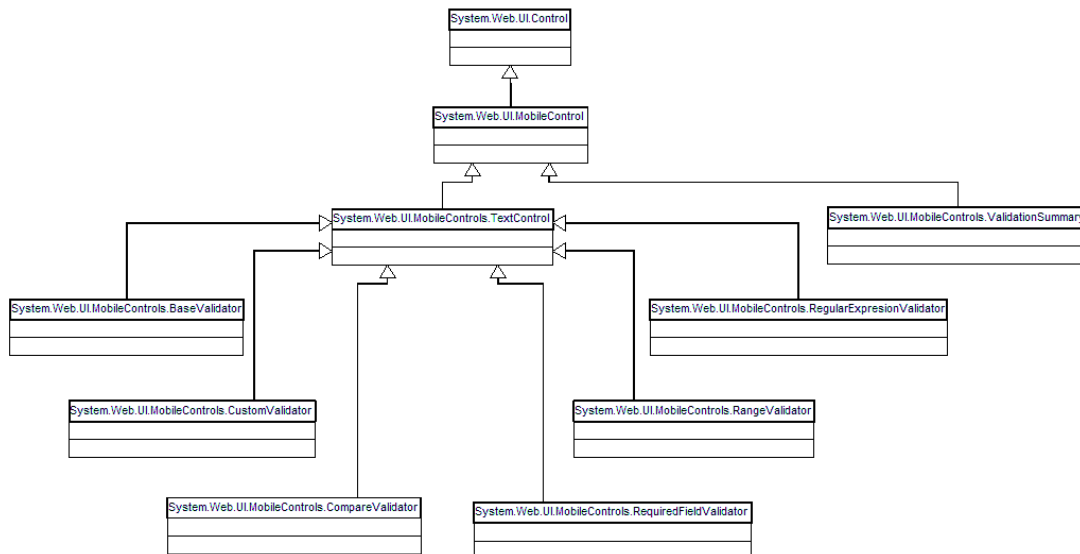 System.Web.UI.Control
System.Web.UI.MobileControl
System.Web.UI.MobileControls.TextControl
System.Web.UI.MobileControls.ValidationSummary
System.Web.UI.MobileControls.BaseValidator
System.Web.UI.MobileControls.RegularExpresionValidator
System.Web.UI.MobileControls.CustomValidator
System.Web.UI.MobileControls.RangeValidator
System.Web.UI.MobileControls.CompareValidator
System.Web.UI.MobileControls.RequiredFieldValidator